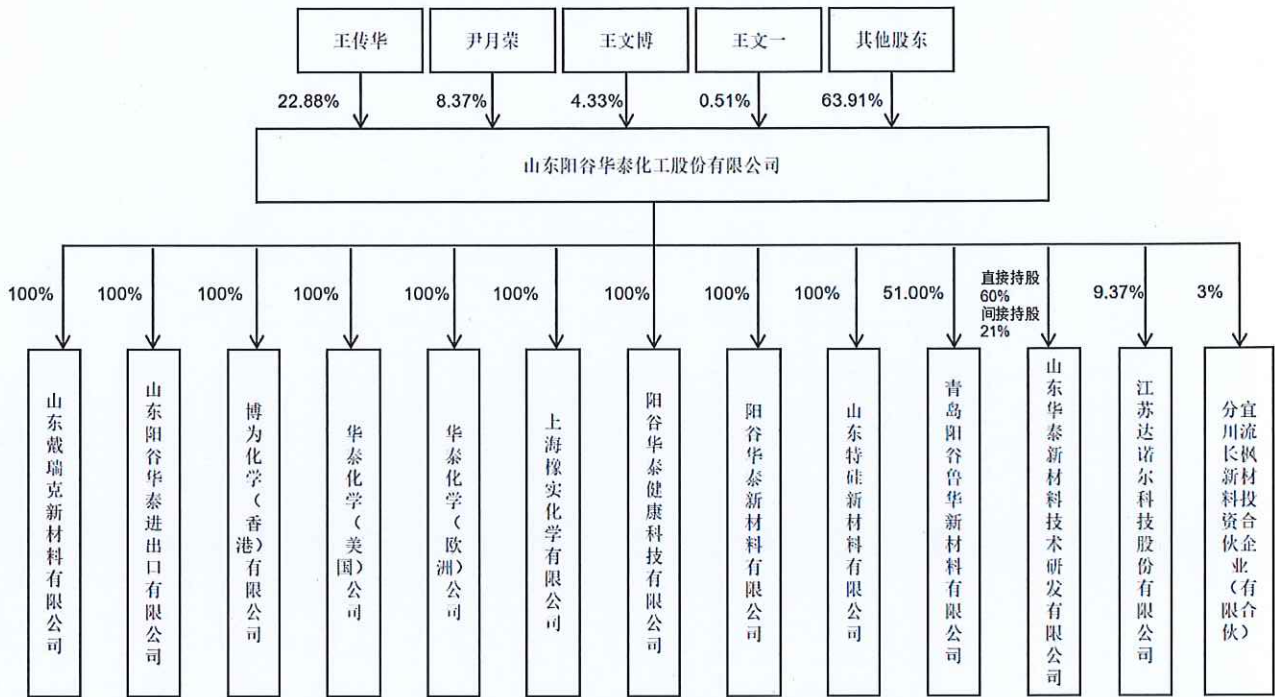 王传华
尹月荣
王文博
王文一
其他股东
22.88%
8.37%
4.33%
0.51%
63.91%
山东阳谷华泰化工股份有限公司
100%
100%
100%
100%
100%
100%
100%
100%
100%
51.00%
直接持股
60%
间接持股
21%
9.37%
3%
山东戴瑞克新材料有限公司
山东阳谷华泰进出口有限公司
博为化学（香港）有限公司
华泰化学（美国）公司
华泰化学（欧洲）公司
上海橡实化学有限公司
阳谷华泰健康科技有限公司
阳谷华泰新材料有限公司
山东特硅新材料有限公司
青岛阳谷鲁华新材料有限公司
山东华泰新材料技术研发有限公司
江苏达诺尔科技股份有限公司
分宜川流长枫新材料投资合伙企业（有限合伙）